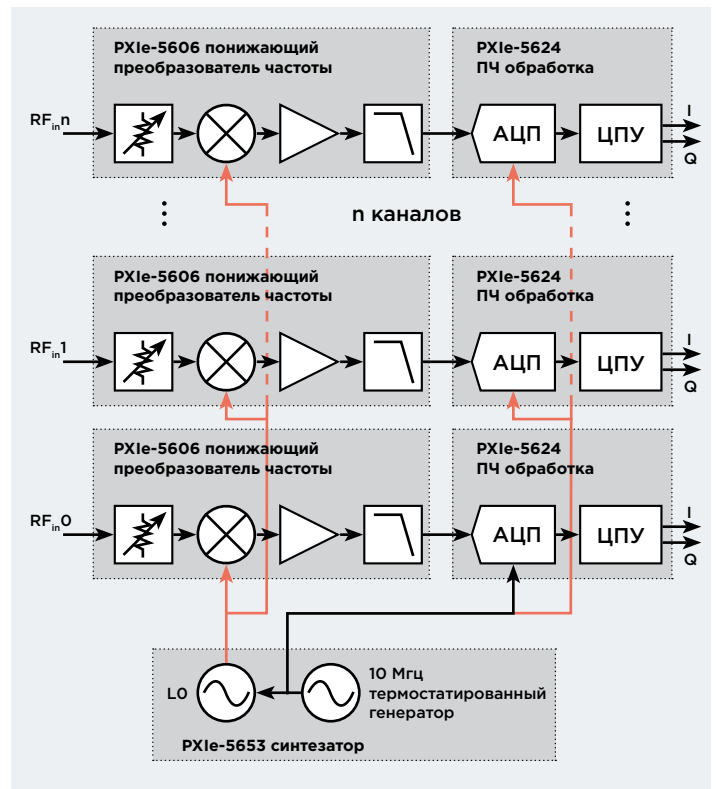 PXIe-5606 понижающий
преобразователь частоты
PXIe-5624
ПЧ обработка
RFinn
АЦП
ЦПУ
I
Q
n каналов
PXIe-5606 понижающий
преобразователь частоты
PXIe-5624
ПЧ обработка
RFin1
АЦП
ЦПУ
I
Q
PXIe-5606 понижающий
преобразователь частоты
PXIe-5624
ПЧ обработка
RFin0
АЦП
ЦПУ
I
Q
LO
10 Мгц
термостатированный
генератор
PXIe-5653 синтезатор